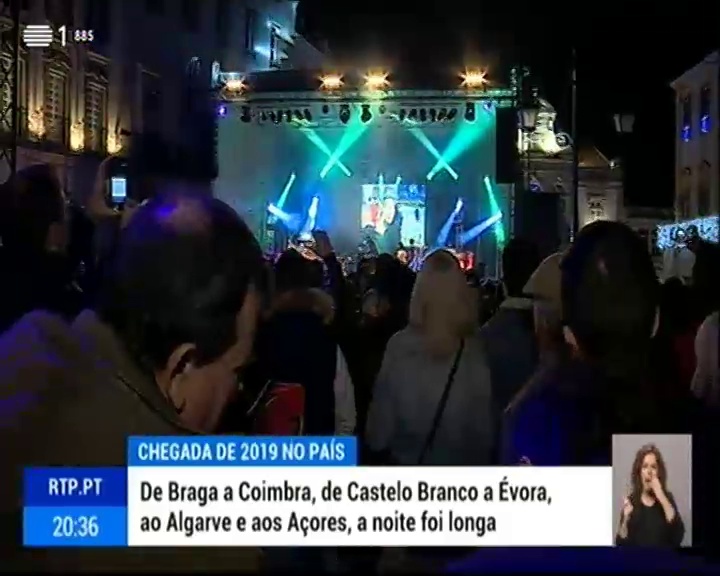 1 885
CHEGADA DE 2019 NO PAÍS
RTP.PT
De Braga a Coimbra, de Castelo Branco a Évora,
20:36
ao Algarve e aos Açores, a noite foi longa